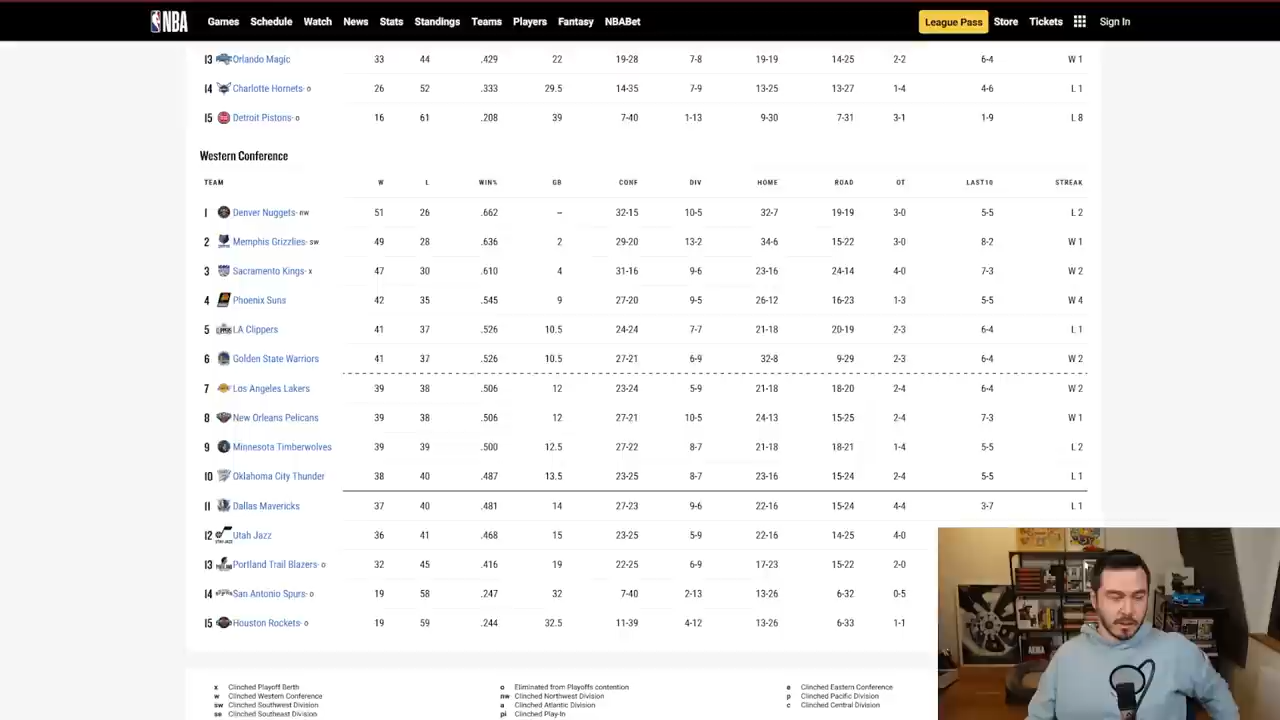 NBA Games Schedule Watch News Stats Standings Teams Players Fantasy NBABet League Pass Store Tickets Sign In
13 Orlando Magic 33 44 .429 22 19-28 7-8 19-19 14-25 2-2 6-4 W 1
14 Charlotte Hornets - o 26 52 .333 29.5 14-35 7-9 13-25 13-27 1-4 4-6 L 1
15 Detroit Pistons - o 16 61 .208 39 7-40 1-13 9-30 7-31 3-1 1-9 L 8
Western Conference
TEAM W L WIN% GB CONF DIV HOME ROAD OT LAST10 STREAK
1 Denver Nuggets - nw 51 26 .662 – 32-15 10-5 32-7 19-19 3-0 5-5 L 2
2 Memphis Grizzlies - sw 49 28 .636 2 29-20 13-2 34-6 15-22 3-0 8-2 W 1
3 Sacramento Kings - x 47 30 .610 4 31-16 9-6 23-16 24-14 4-0 7-3 W 2
4 Phoenix Suns 42 35 .545 9 27-20 9-5 26-12 16-23 1-3 5-5 W 4
5 LA Clippers 41 37 .526 10.5 24-24 7-7 21-18 20-19 2-3 6-4 L 1
6 Golden State Warriors 41 37 .526 10.5 27-21 6-9 32-8 9-29 2-3 6-4 W 2
7 Los Angeles Lakers 39 38 .506 12 23-24 5-9 21-18 18-20 2-4 6-4 W 2
8 New Orleans Pelicans 39 38 .506 12 27-21 10-5 24-13 15-25 2-4 7-3 W 1
9 Minnesota Timberwolves 39 39 .500 12.5 27-22 8-7 21-18 18-21 1-4 5-5 L 2
10 Oklahoma City Thunder 38 40 .487 13.5 23-25 8-7 23-16 15-24 2-4 5-5 L 1
11 Dallas Mavericks 37 40 .481 14 27-23 9-6 22-16 15-24 4-4 3-7 L 1
12 Utah Jazz 36 41 .468 15 23-25 5-9 22-16 14-25 4-0
13 Portland Trail Blazers - o 32 45 .416 19 22-25 6-9 17-23 15-22 2-0
14 San Antonio Spurs - o 19 58 .247 32 7-40 2-13 13-26 6-32 0-5
15 Houston Rockets - o 19 59 .244 32.5 11-39 4-12 13-26 6-33 1-1
x Clinched Playoff Berth o Eliminated from Playoffs contention e Clinched Eastern Conference
w Clinched Western Conference nw Clinched Northwest Division p Clinched Pacific Division
sw Clinched Southwest Division a Clinched Atlantic Division c Clinched Central Division
se Clinched Southeast Division pi Clinched Play-In
AKIRA